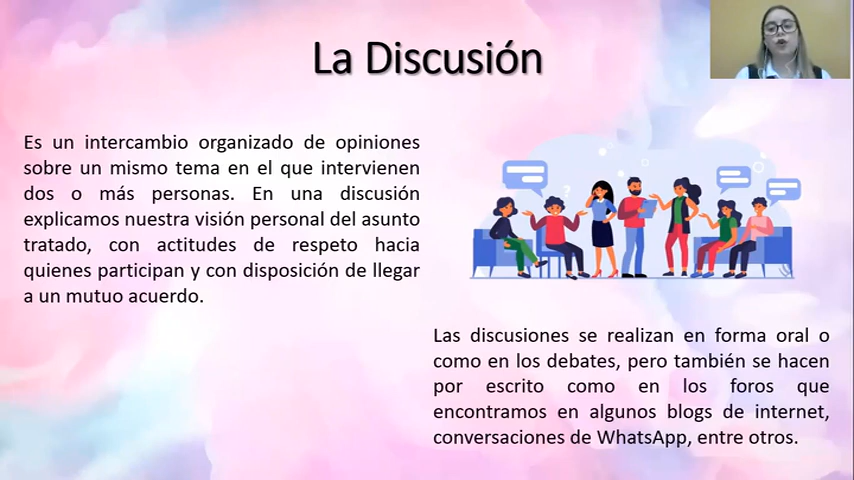 La Discusión
Es un intercambio organizado de opiniones
sobre un mismo tema en el que intervienen
dos o más personas. En una discusión
explicamos nuestra visión personal del asunto
tratado, con actitudes de respeto hacia
quienes participan y con disposición de llegar
a un mutuo acuerdo.
?
Las discusiones se realizan en forma oral o
como en los debates, pero también se hacen
por escrito como en los foros que
encontramos en algunos blogs de internet,
conversaciones de WhatsApp, entre otros.